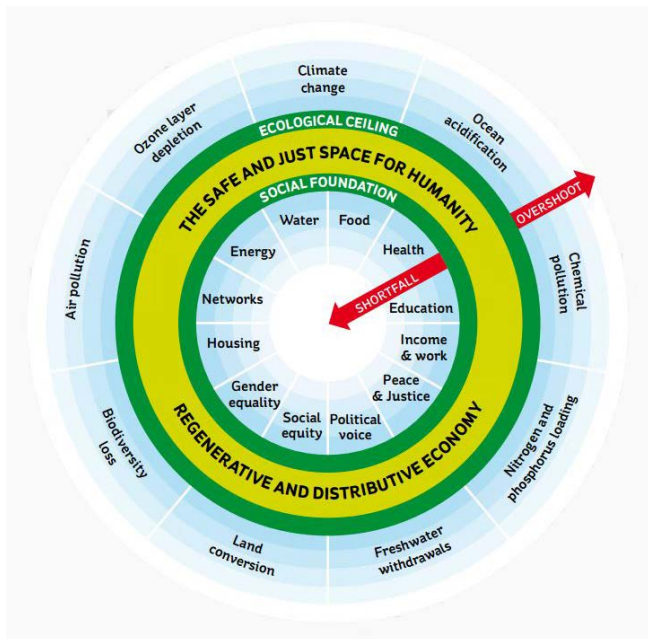 Climate
change
Ocean
acidification
Chemical
pollution
Nitrogen and
phosphorus loading
Freshwater
withdrawals
Land
conversion
Biodiversity
loss
Air pollution
Ozone layer
depletion
OVERSHOOT
ECOLOGICAL CEILING
THE SAFE AND JUST SPACE FOR HUMANITY
SOCIAL FOUNDATION
Water
Food
Health
SHORTFALL
Education
Income
& work
Peace
& Justice
Political
voice
Social
equity
Gender
equality
Housing
Networks
Energy
REGENERATIVE AND DISTRIBUTIVE ECONOMY